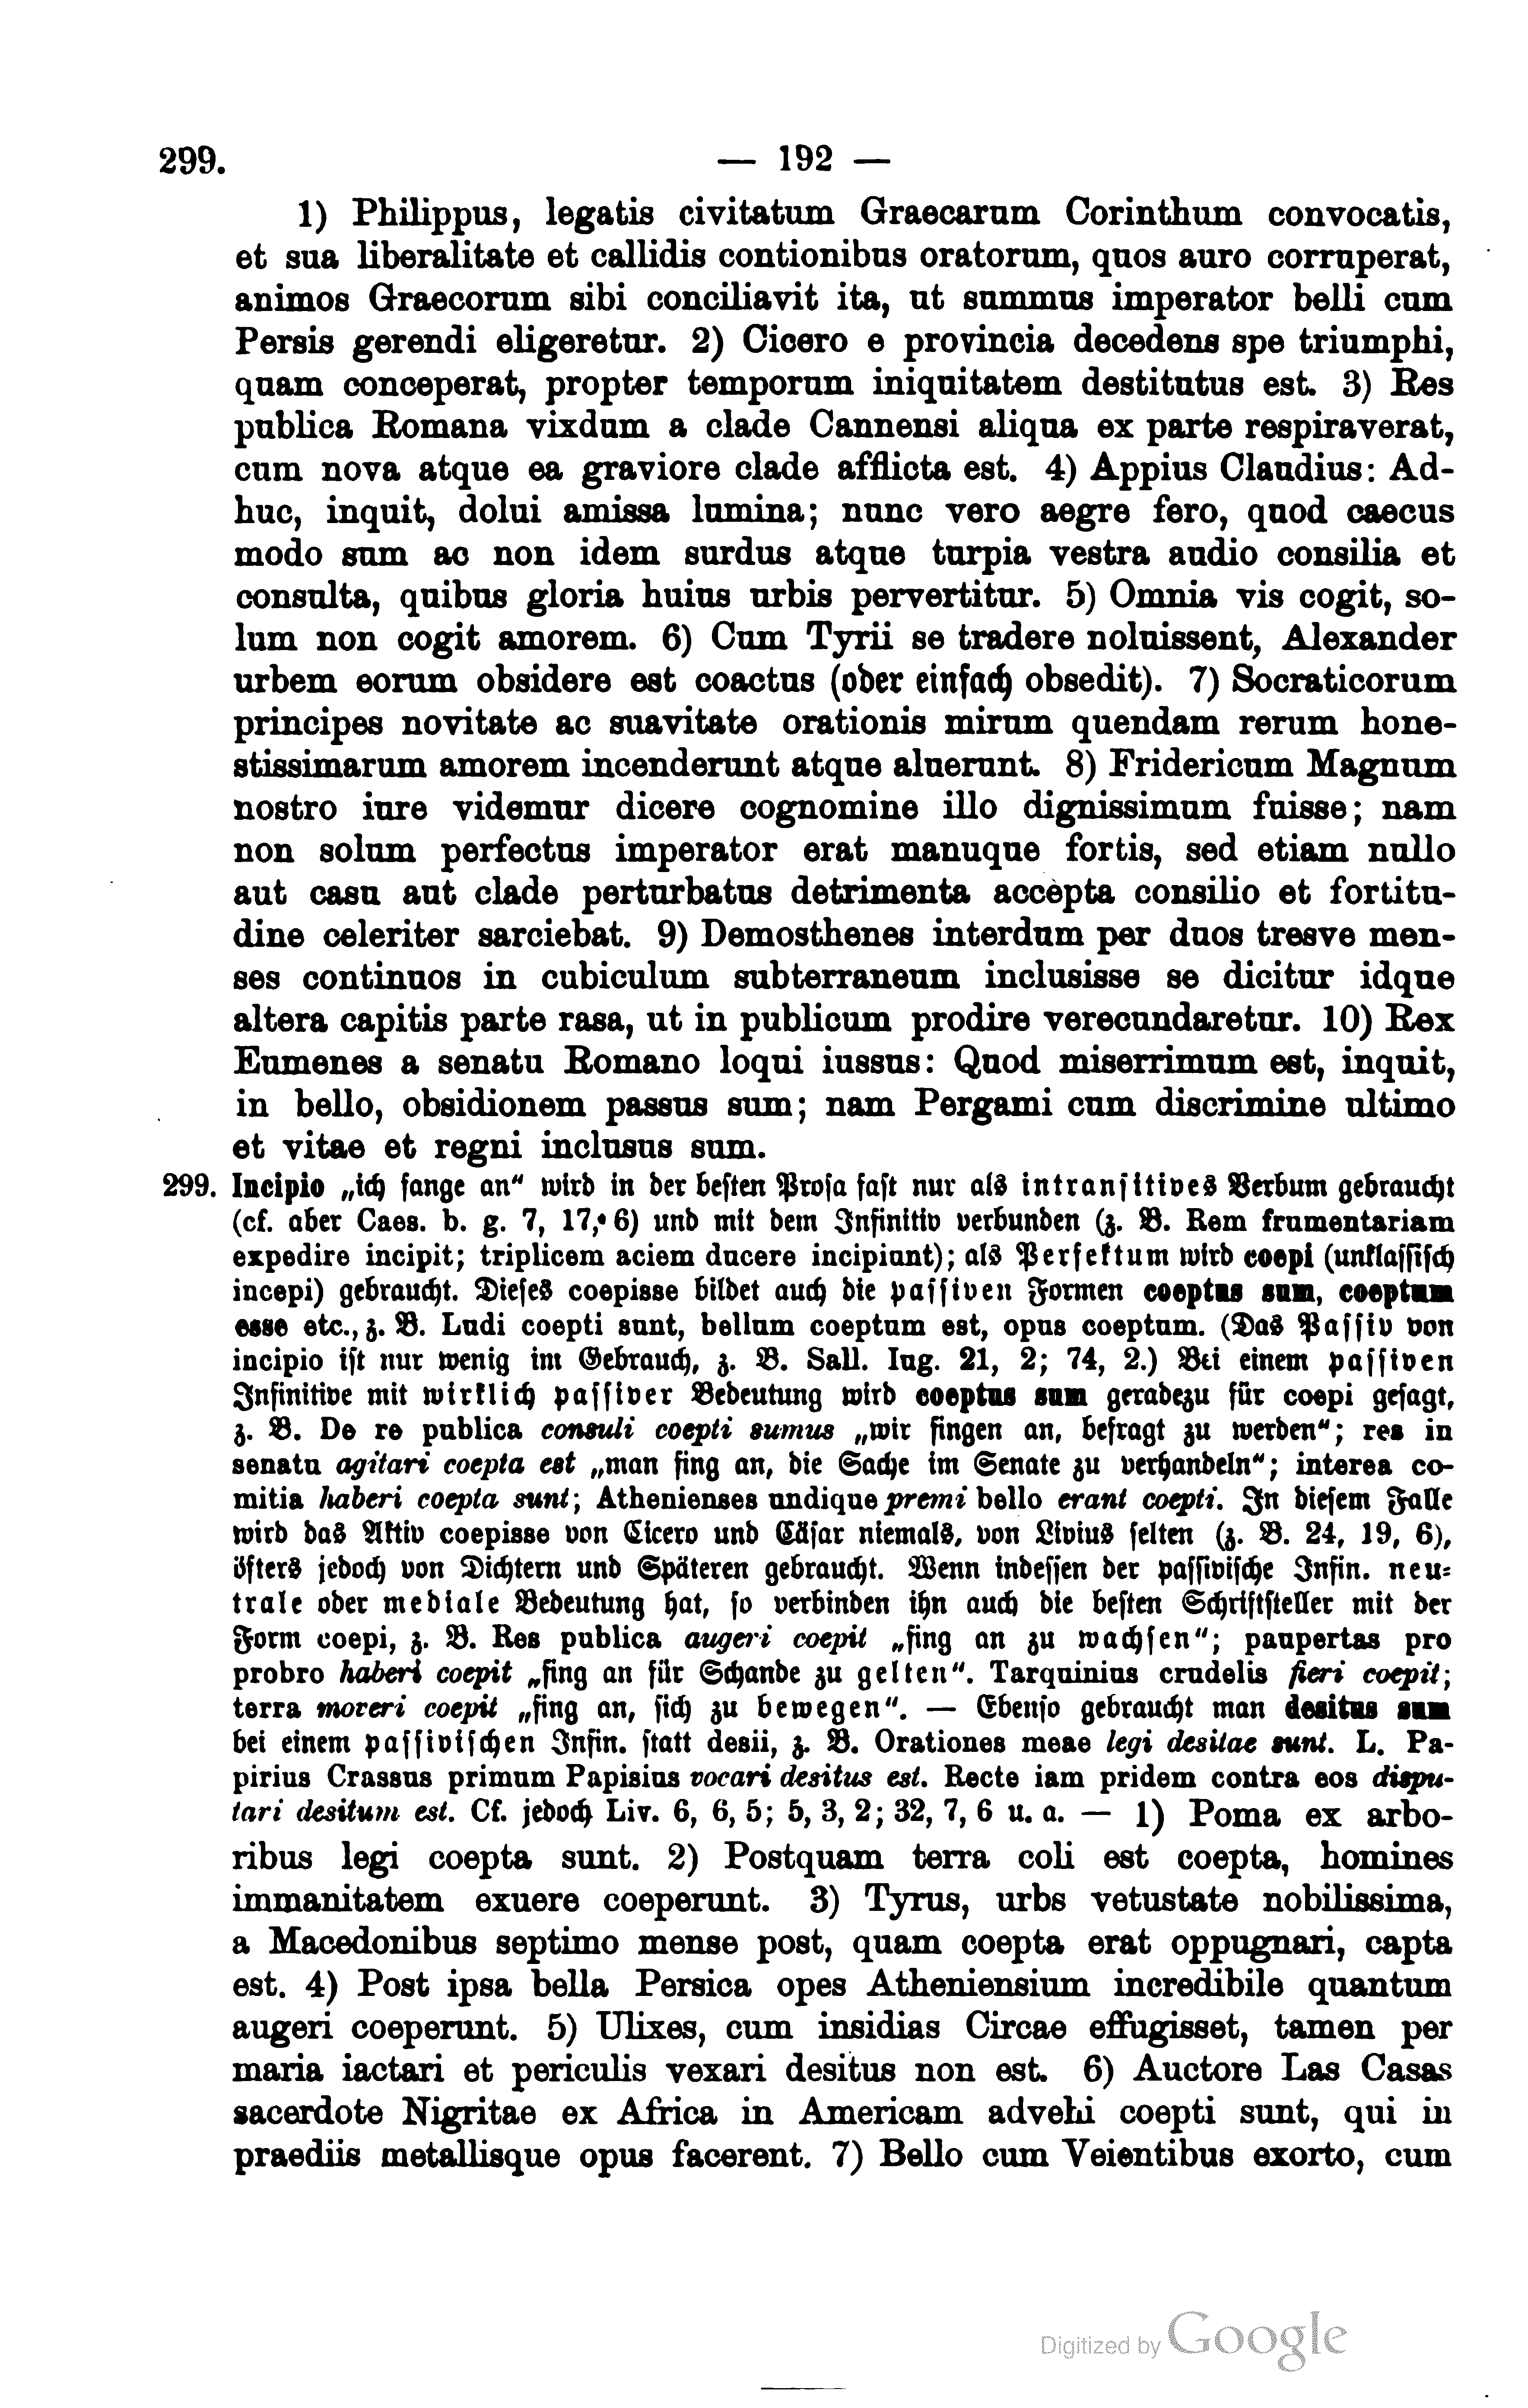 299. — 192 —
1) Philippus, legatis civitatum Graecarum Corinthum convocatis,
et sua liberalitate et callidis contionibus oratorum, quos auro corruperat,
animos Graecorum sibi conciliavit ita, ut summus imperator belli cum
Persis gerendi eligeretur. 2) Cicero e provincia decedens spe triumphi,
quam conceperat, propter temporum iniquitatem destitutus est. 3) Res
publica Romana vixdum a clade Cannensi aliqua ex parte respiraverat,
cum nova atque ea graviore clade afflicta est. 4) Appius Claudius: Ad-
huc, inquit, dolui amissa lumina; nunc vero aegre fero, quod caecus
modo sum ac non idem surdus atque turpia vestra audio consilia et
consulta, quibus gloria huius urbis pervertitur. 5) Omnia vis cogit, so-
lum non cogit amorem. 6) Cum Tyrii se tradere noluissent, Alexander
urbem eorum obsidere est coactus (oder einfach obsedit). 7) Socraticorum
principes novitate ac suavitate orationis mirum quendam rerum hone-
stissimarum amorem incenderunt atque aluerunt. 8) Fridericum Magnum
nostro iure videmur dicere cognomine illo dignissimum fuisse; nam
non solum perfectus imperator erat manuque fortis, sed etiam nullo
aut casu aut clade perturbatus detrimenta accepta consilio et fortitu-
dine celeriter sarciebat. 9) Demosthenes interdum per duos tresve men-
ses continuos in cubiculum subterraneum inclusisse se dicitur idque
altera capitis parte rasa, ut in publicum prodire verecundaretur. 10) Rex
Eumenes a senatu Romano loqui iussus: Quod miserrimum est, inquit,
in bello, obsidionem passus sum; nam Pergami cum discrimine ultimo
et vitae et regni inclusus sum.
299. Incipio „ich fange an“ wird in der besten Prosa fast nur als intransitives Verbum gebraucht
(cf. aber Caes. b. g. 7, 17, 6) und mit dem Infinitiv verbunden (z. B. Rem frumentariam
expedire incipit; triplicem aciem ducere incipiunt); als Perfektum wird coepi (unklassisch
incepi) gebraucht. Dieses coepisse bildet auch die passiven Formen coeptus sum, coeptum
esse etc., z. B. Ludi coepti sunt, bellum coeptum est, opus coeptum. (Das Passiv von
incipio ist nur wenig im Gebrauch, z. B. Sall. Iug. 21, 2; 74, 2.) Bei einem passiven
Infinitive mit wirklich passiver Bedeutung wird coeptus sum geradezu für coepi gesagt,
z. B. De re publica consuli coepti sumus „wir fingen an, befragt zu werden“; res in
senatu agitari coepta est „man fing an, die Sache im Senate zu verhandeln“; interea co-
mitia haberi coepta sunt; Athenienses undique premi bello erant coepti. In diesem Falle
wird das Aktiv coepisse von Cicero und Cäsar niemals, von Livius selten (z. B. 24, 19, 6),
öfters jedoch von Dichtern und Späteren gebraucht. Wenn indessen der passivische Infin. neu-
trale oder mediale Bedeutung hat, so verbinden ihn auch die besten Schriftsteller mit der
Form coepi, z. B. Res publica augeri coepit „fing an zu wachsen“; paupertas pro
probro haberi coepit „fing an für Schande zu gelten“. Tarquinius crudelis fieri coepit;
terra moreri coepit „fing an, sich zu bewegen“. — Ebenso gebraucht man desitus sum
bei einem passivischen Infin. statt desii, z. B. Orationes meae legi desitae sunt. L. Pa-
pirius Crassus primum Papisius vocari desitus est. Recte iam pridem contra eos dispu-
tari desitum est. Cf. jedoch Liv. 6, 6, 5; 5, 3, 2; 32, 7, 6 u. a. — 1) Poma ex arbo-
ribus legi coepta sunt. 2) Postquam terra coli est coepta, homines
immanitatem exuere coeperunt. 3) Tyrus, urbs vetustate nobilissima,
a Macedonibus septimo mense post, quam coepta erat oppugnari, capta
est. 4) Post ipsa bella Persica opes Atheniensium incredibile quantum
augeri coeperunt. 5) Ulixes, cum insidias Circae effugisset, tamen per
maria iactari et periculis vexari desitus non est. 6) Auctore Las Casas
sacerdote Nigritae ex Africa in Americam advehi coepti sunt, qui in
praediis metallisque opus facerent. 7) Bello cum Veientibus exorto, cum
Digitized by Google